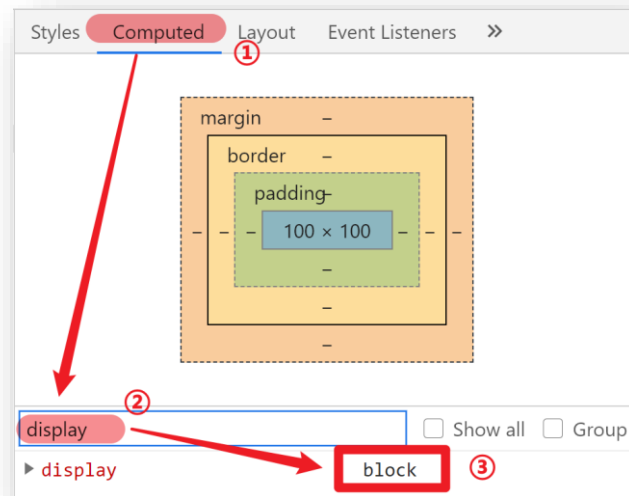 Styles Computed Layout Event Listeners »
①
margin –
border –
padding –
– – – 100 × 100 – – –
–
–
–
②
display Show all Group
display block ③